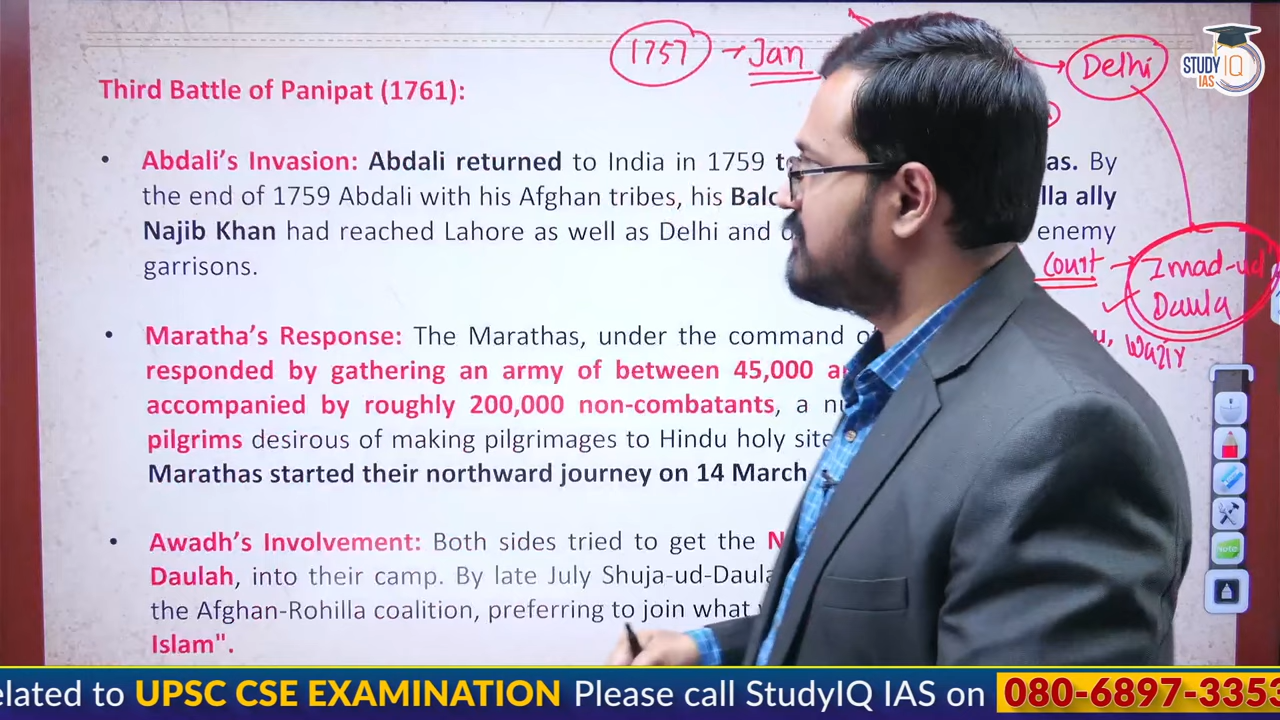 1757 → Jan
Delhi
STUDY IQ
IAS
Third Battle of Panipat (1761):
• Abdali's Invasion: Abdali returned to India in 1759 as. By
the end of 1759 Abdali with his Afghan tribes, his lla ally
Najib Khan had reached Lahore as well as Delhi and enemy
garrisons.
Court → Imad-ud
Daula
Wazir
• Maratha's Response: The Marathas, under the command
responded by gathering an army of between 45,000
accompanied by roughly 200,000 non-combatants, a
pilgrims desirous of making pilgrimages to Hindu holy
Marathas started their northward journey on 14 March
• Awadh's Involvement: Both sides tried to get the
Daulah, into their camp. By late July Shuja-ud-Daula
the Afghan-Rohilla coalition, preferring to join what
Islam".
auto
elated to UPSC CSE EXAMINATION Please call StudyIQ IAS on 080-6897-3353